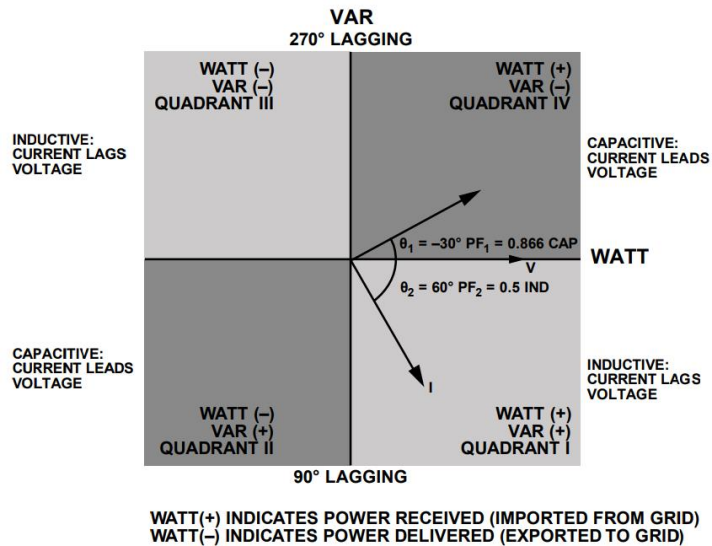 VAR
270° LAGGING
WATT (–)
VAR (–)
QUADRANT III
WATT (+)
VAR (–)
QUADRANT IV
INDUCTIVE:
CURRENT LAGS
VOLTAGE
CAPACITIVE:
CURRENT LEADS
VOLTAGE
θ1 = –30° PF1 = 0.866 CAP
WATT
V
θ2 = 60° PF2 = 0.5 IND
CAPACITIVE:
CURRENT LEADS
VOLTAGE
INDUCTIVE:
CURRENT LAGS
VOLTAGE
I
WATT (–)
VAR (+)
QUADRANT II
WATT (+)
VAR (+)
QUADRANT I
90° LAGGING
WATT(+) INDICATES POWER RECEIVED (IMPORTED FROM GRID)
WATT(–) INDICATES POWER DELIVERED (EXPORTED TO GRID)